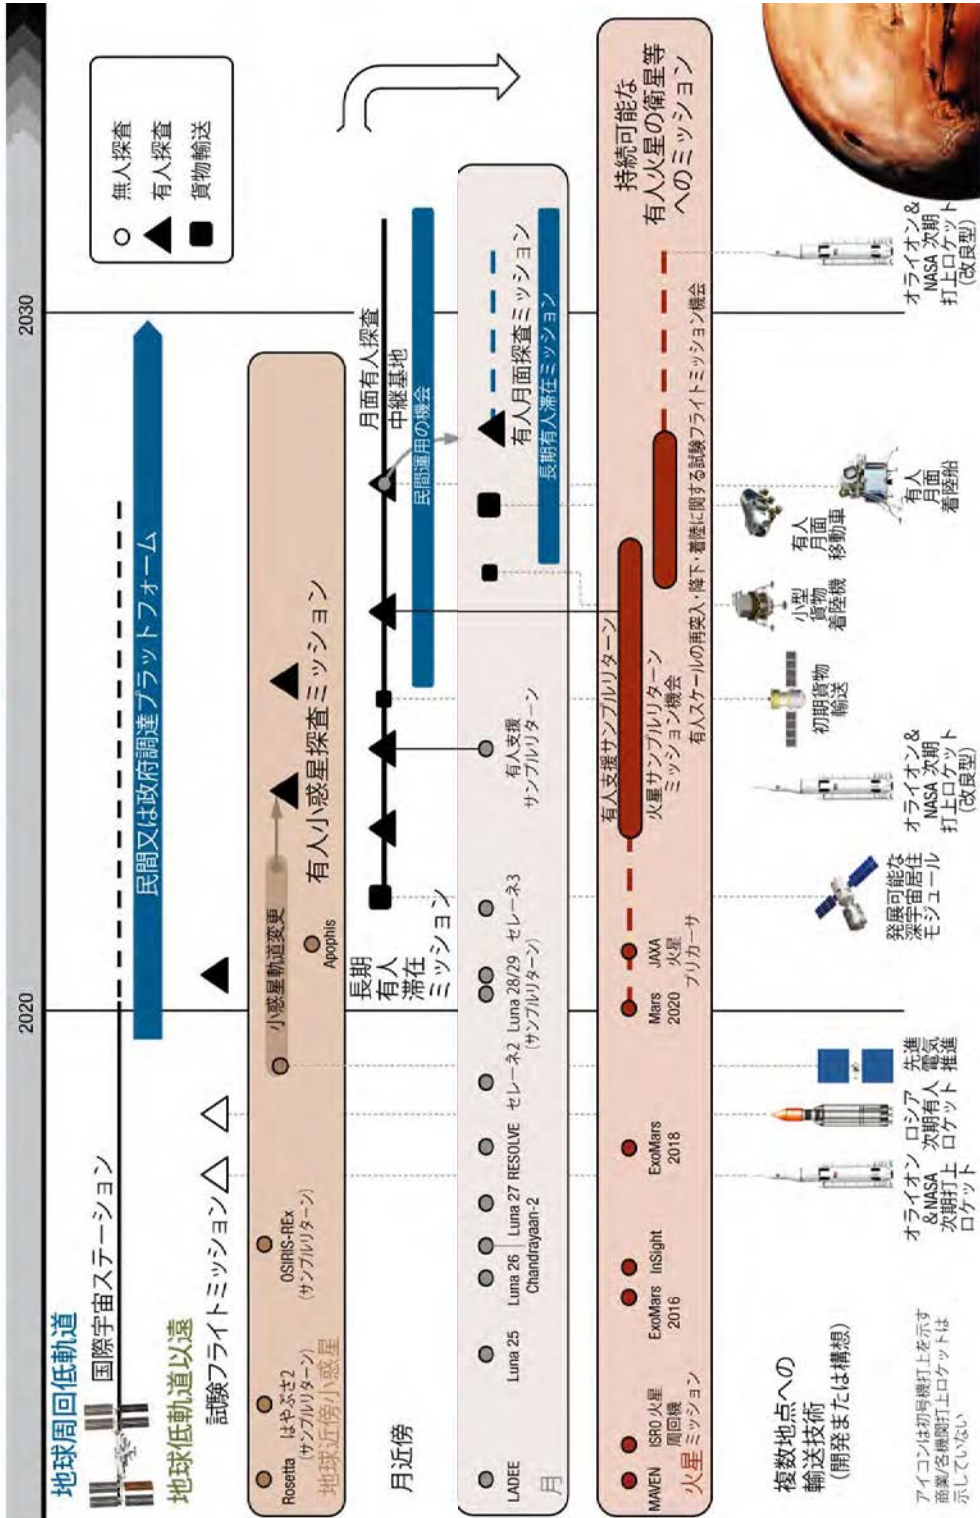 2020
2030
地球周回低軌道
国際宇宙ステーション
民間又は政府調達プラットフォーム
無人探査
有人探査
貨物輸送
地球低軌道以遠
試験フライトミッション
Rosetta
はやぶさ2
(サンプルリターン)
OSIRIS-REx
(サンプルリターン)
小惑星軌道変更
Apophis
有人小惑星探査ミッション
地球近傍小惑星
月近傍
長期
有人
滞在
ミッション
月面有人探査
中継基地
民間運用の機会
LADEE
Luna 25
Luna 26
Chandrayaan-2
Luna 27
RESOLVE
セレーネ2
Luna 28/29
(サンプルリターン)
セレーネ3
有人支援
サンプルリターン
有人月面探査ミッション
長期有人滞在ミッション
月
MAVEN
ISRO 火星
周回機
ExoMars
2016
InSight
ExoMars
2018
Mars
2020
JAXA
火星
プリカーサ
有人支援サンプルリターン
火星サンプルリターン
ミッション機会
有人スケールの再突入・降下・着陸に関する試験フライトミッション機会
持続可能な
有人火星の衛星等
へのミッション
火星ミッション
複数地点への
輸送技術
(開発または構想)
オライオン
&NASA
次期打上
ロケット
ロシア
次期有人
ロケット
先進
電気
推進
発展可能な
深宇宙居住
モジュール
オライオン&
NASA 次期
打上ロケット
(改良型)
初期貨物
輸送
小型
貨物
着陸機
有人
月面
移動車
有人
月面
着陸船
オライオン&
NASA 次期
打上ロケット
(改良型)
アイコンは初号機打上を示す
商業/各機関打上ロケットは
示していない